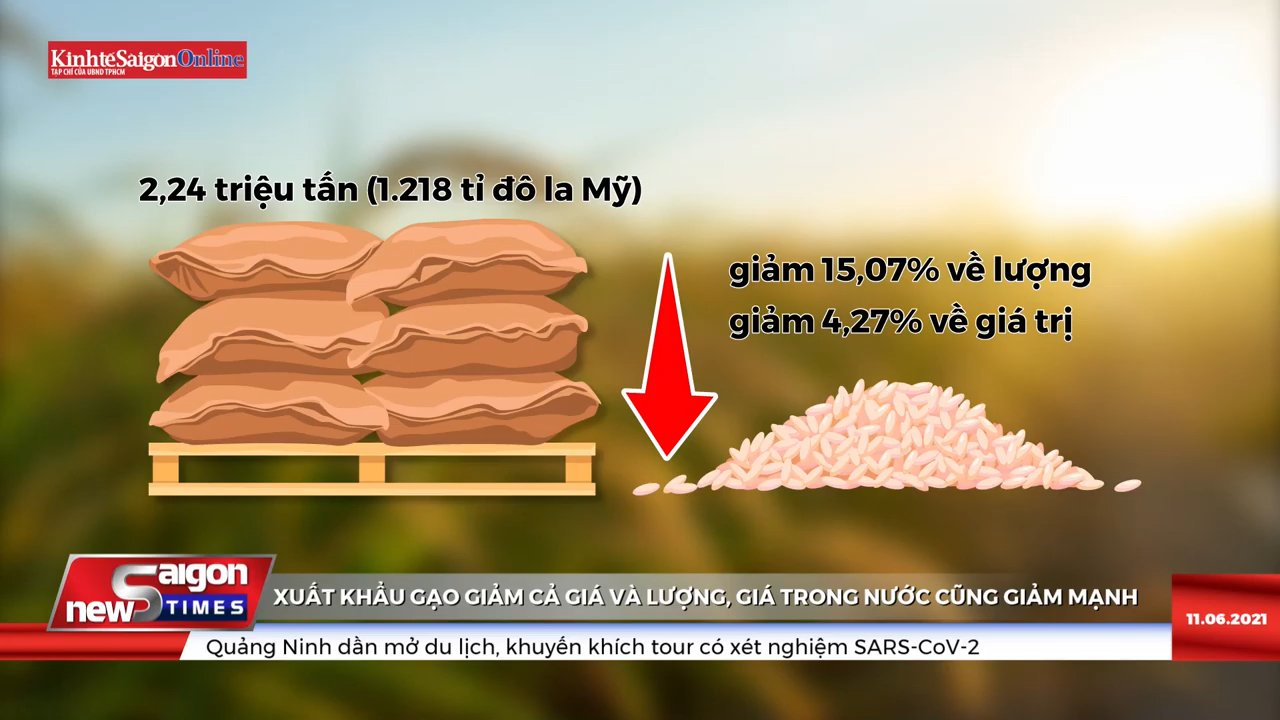 KinhtếSàigònOnline
TẠP CHÍ CỦA UBND TPHCM
2,24 triệu tấn (1.218 tỉ đô la Mỹ)
giảm 15,07% về lượng
giảm 4,27% về giá trị
Saigon
new TIMES
XUẤT KHẨU GẠO GIẢM CẢ GIÁ VÀ LƯỢNG, GIÁ TRONG NƯỚC CŨNG GIẢM MẠNH
11.06.2021
Quảng Ninh dần mở du lịch, khuyến khích tour có xét nghiệm SARS-CoV-2